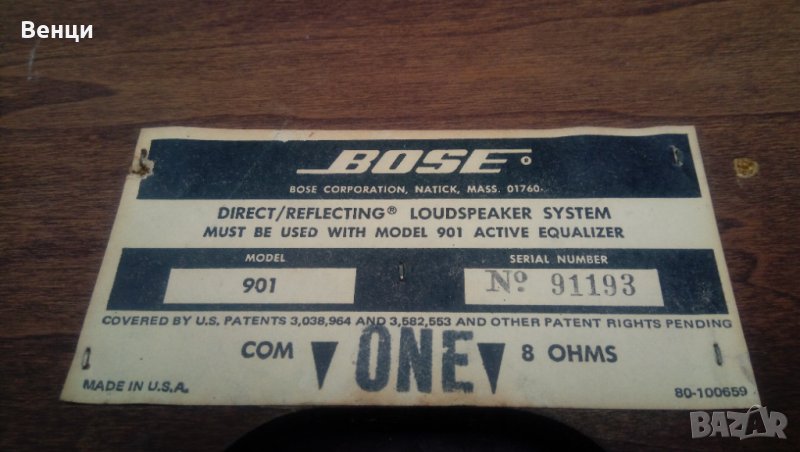 Венци
BOSE®
BOSE CORPORATION, NATICK, MASS. 01760
DIRECT/REFLECTING® LOUDSPEAKER SYSTEM
MUST BE USED WITH MODEL 901 ACTIVE EQUALIZER
MODEL SERIAL NUMBER
901 Nº 91193
COVERED BY U.S. PATENTS 3,038,964 AND 3,582,553 AND OTHER PATENT RIGHTS PENDING
COM ONE 8 OHMS
MADE IN U.S.A. 80-100659
BAZAR